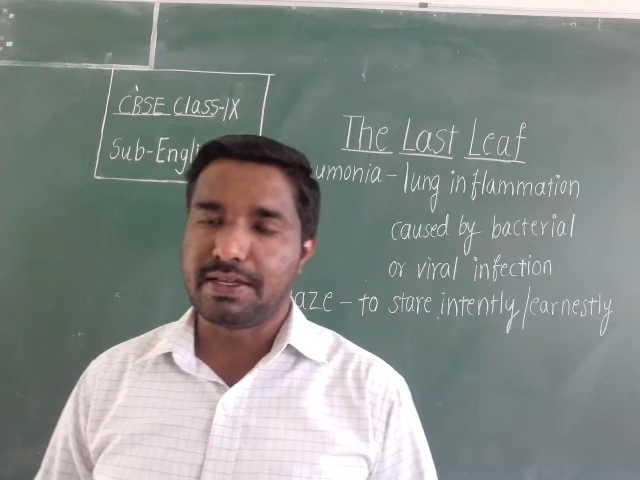 CBSE Class-IX
Sub-Engli
The Last Leaf
umonia - lung inflammation
caused by bacterial
or viral infection
aze - to stare intently/earnestly